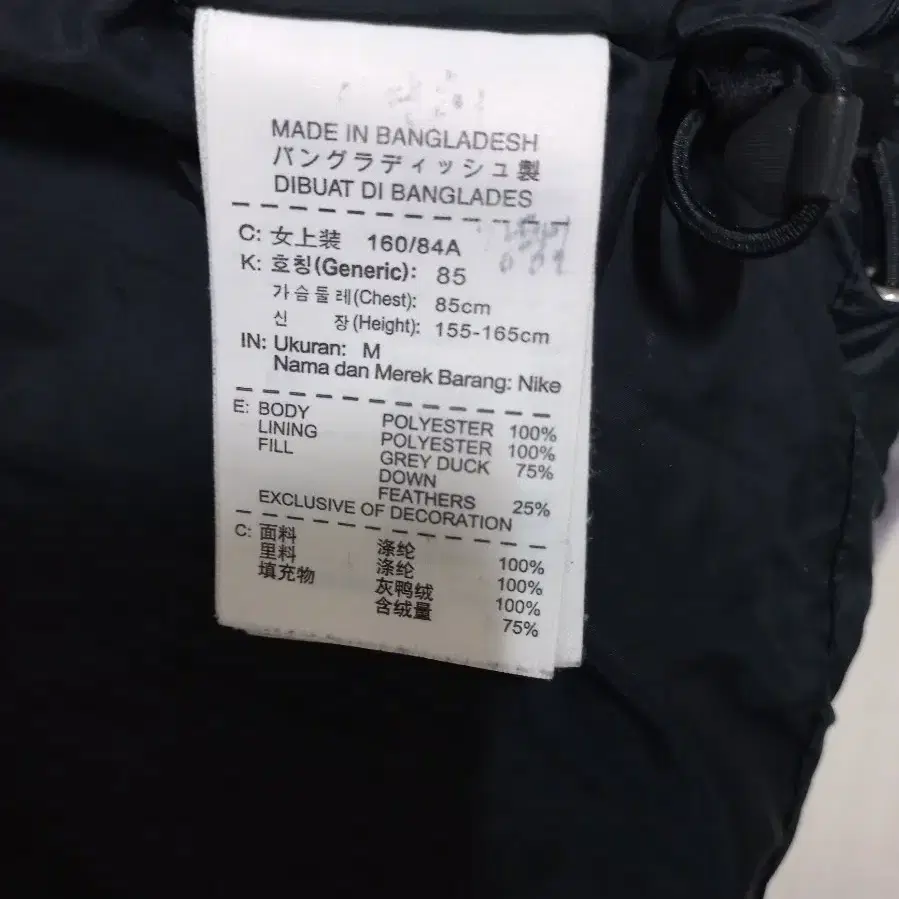 MADE IN BANGLADESH
バングラディッシュ製
DIBUAT DI BANGLADES
C: 女上装 160/84A
K: 호칭(Generic): 85
가슴둘레(Chest): 85cm
신 장(Height): 155-165cm
IN: Ukuran: M
Nama dan Merek Barang: Nike
E: BODY POLYESTER 100%
LINING POLYESTER 100%
FILL GREY DUCK 75%
DOWN
FEATHERS 25%
EXCLUSIVE OF DECORATION
C: 面料 涤纶 100%
里料 涤纶 100%
填充物 灰鸭绒 100%
含绒量 75%